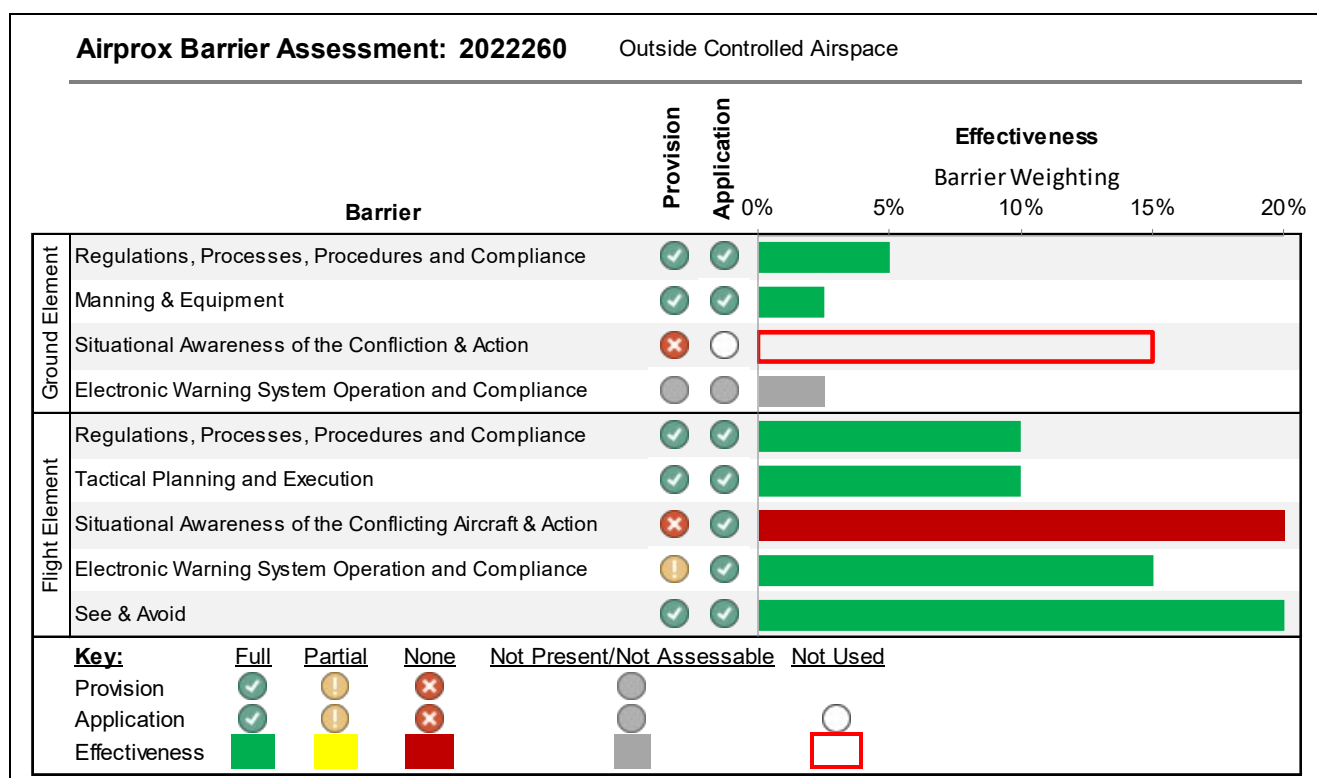 Airprox Barrier Assessment: 2022260 Outside Controlled Airspace
Provision
Application
Effectiveness
Barrier Weighting
Barrier
0% 5% 10% 15% 20%
Ground Element
Regulations, Processes, Procedures and Compliance
Manning & Equipment
Situational Awareness of the Confliction & Action
Electronic Warning System Operation and Compliance
Flight Element
Regulations, Processes, Procedures and Compliance
Tactical Planning and Execution
Situational Awareness of the Conflicting Aircraft & Action
Electronic Warning System Operation and Compliance
See & Avoid
Key: Full Partial None Not Present/Not Assessable Not Used
Provision
Application
Effectiveness